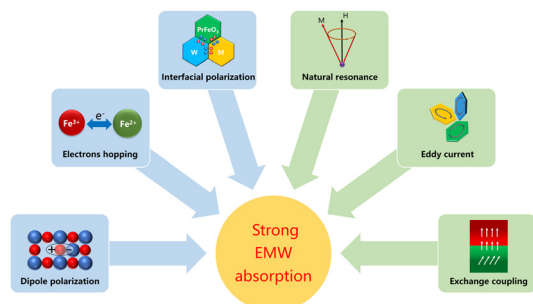 PrFeO₃
W
M
Interfacial polarization
M
H
Natural resonance
Fe³⁺
e⁻
Fe²⁺
Electrons hopping
Eddy current
+
−
Dipole polarization
Strong
EMW
absorption
Exchange coupling